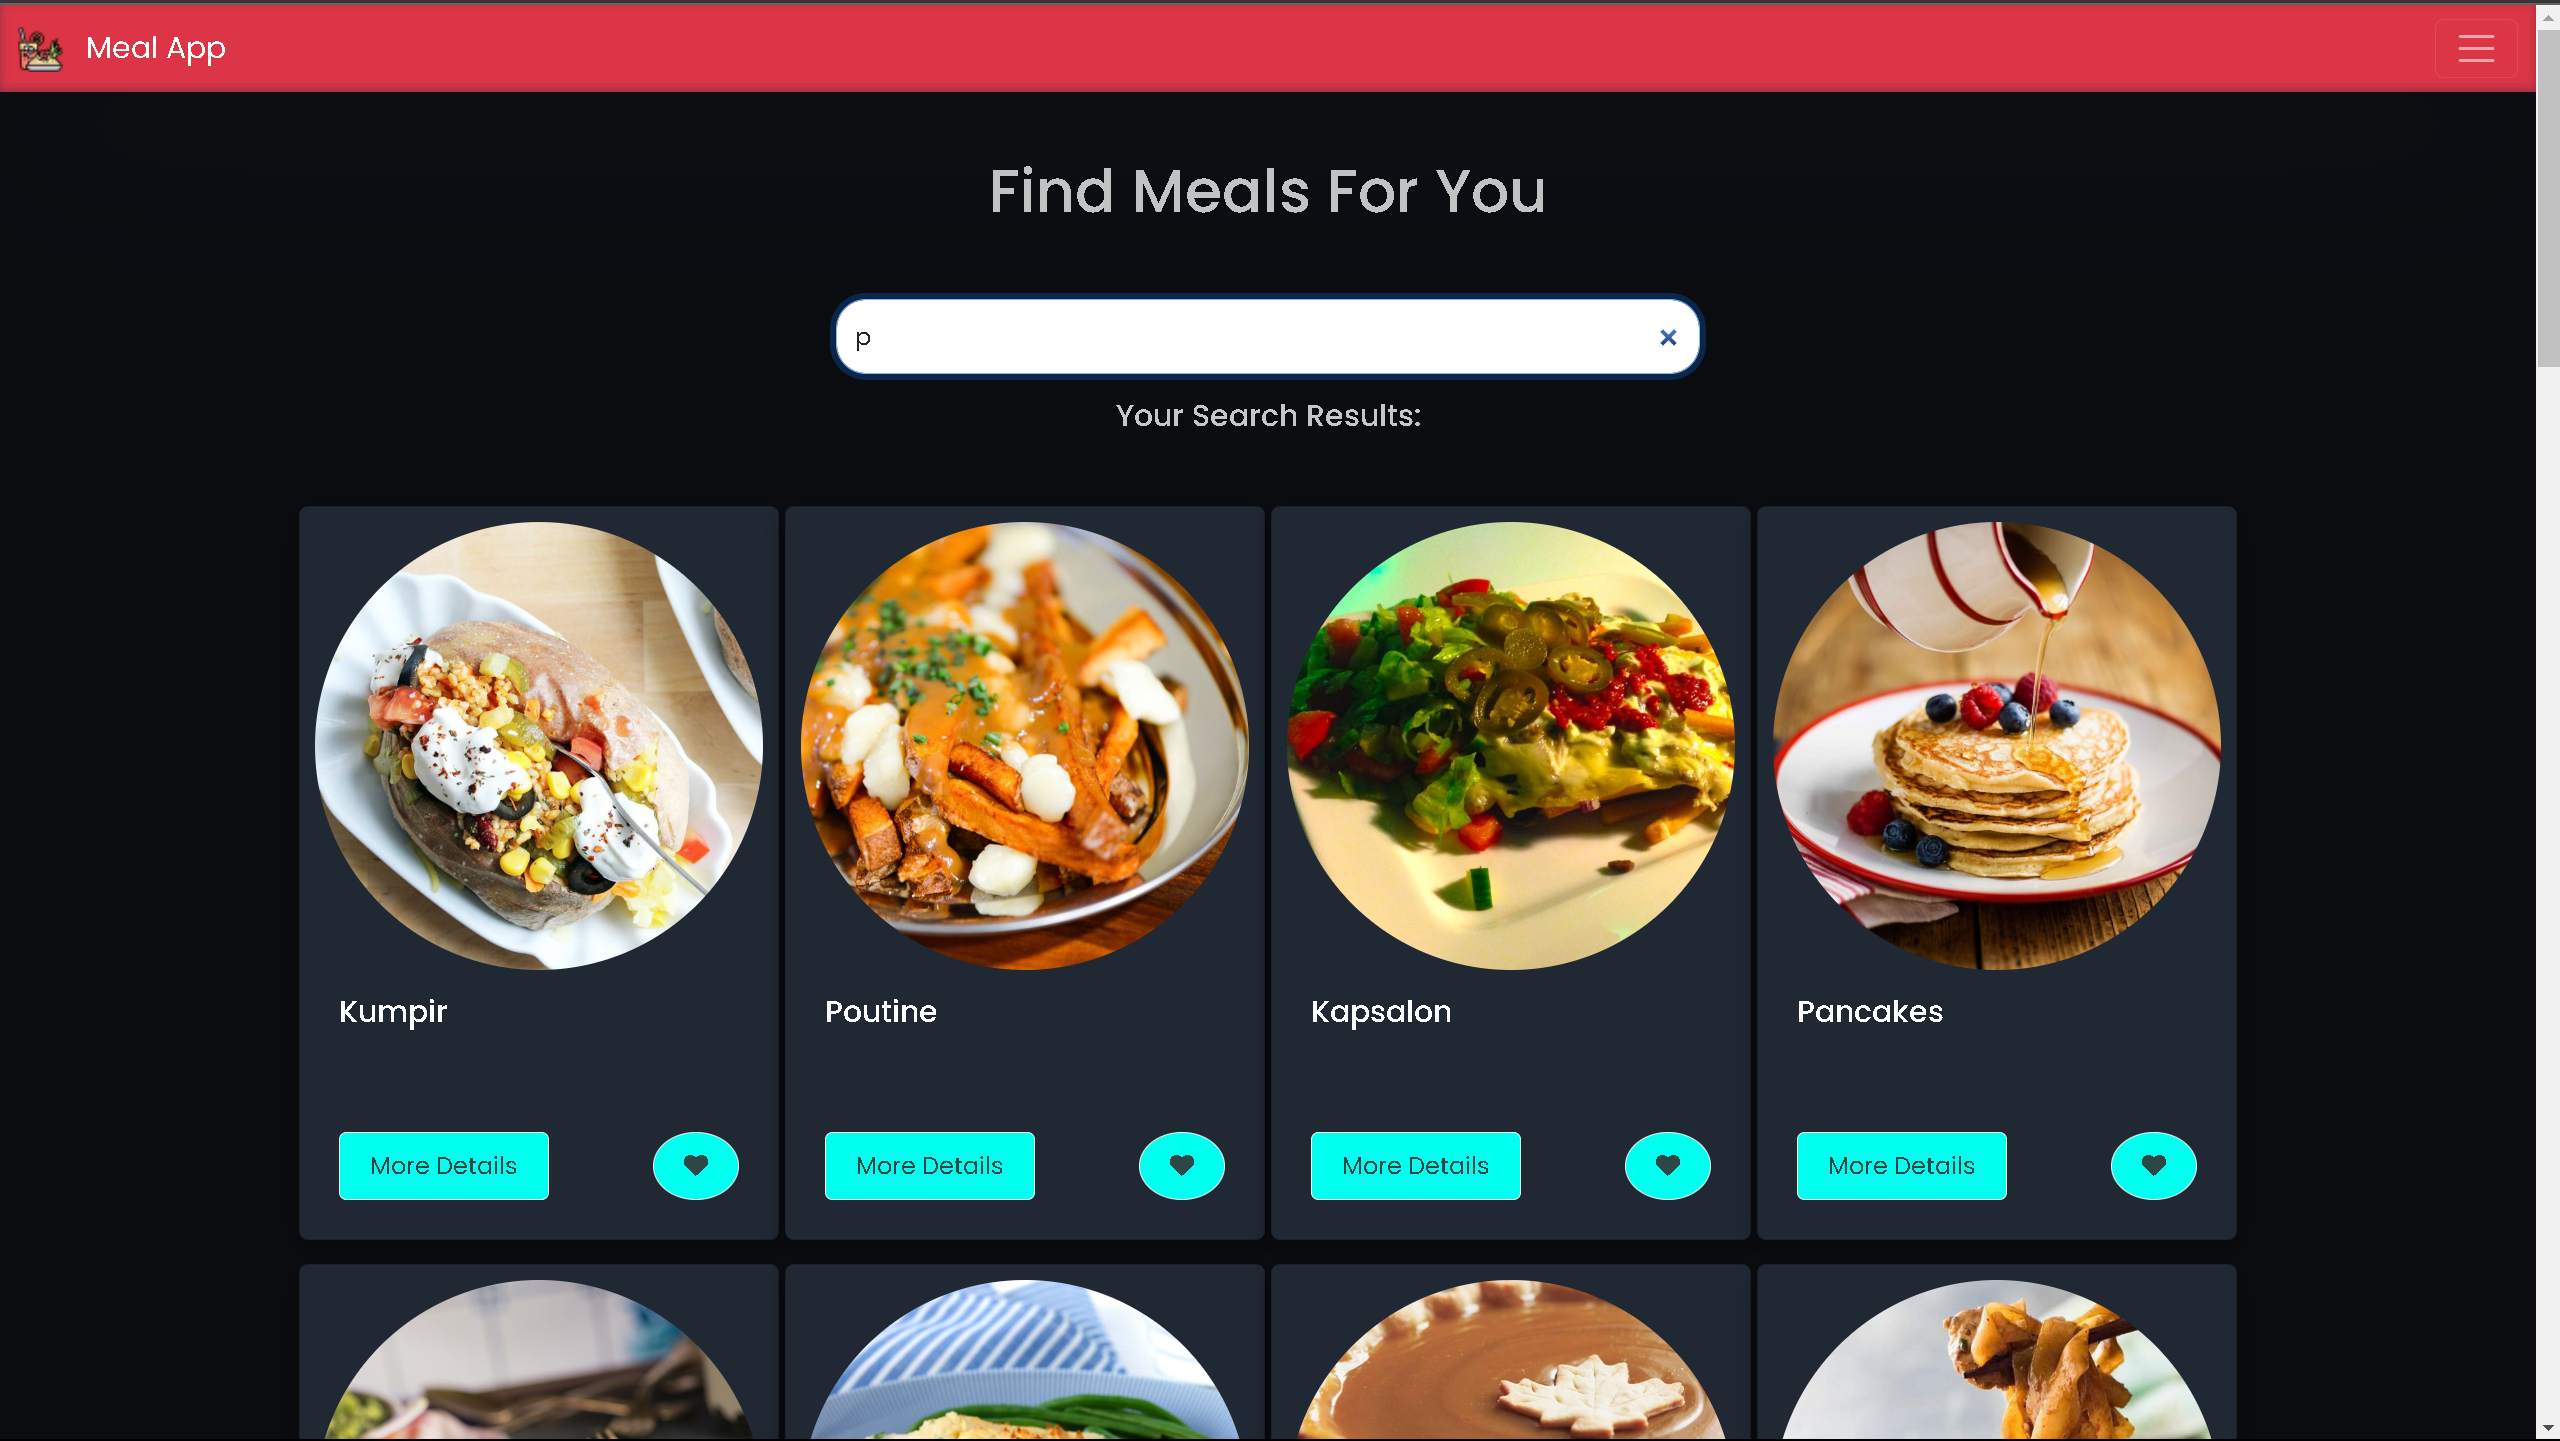 Meal App
Find Meals For You
p
Your Search Results:
Kumpir
Poutine
Kapsalon
Pancakes
More Details
More Details
More Details
More Details